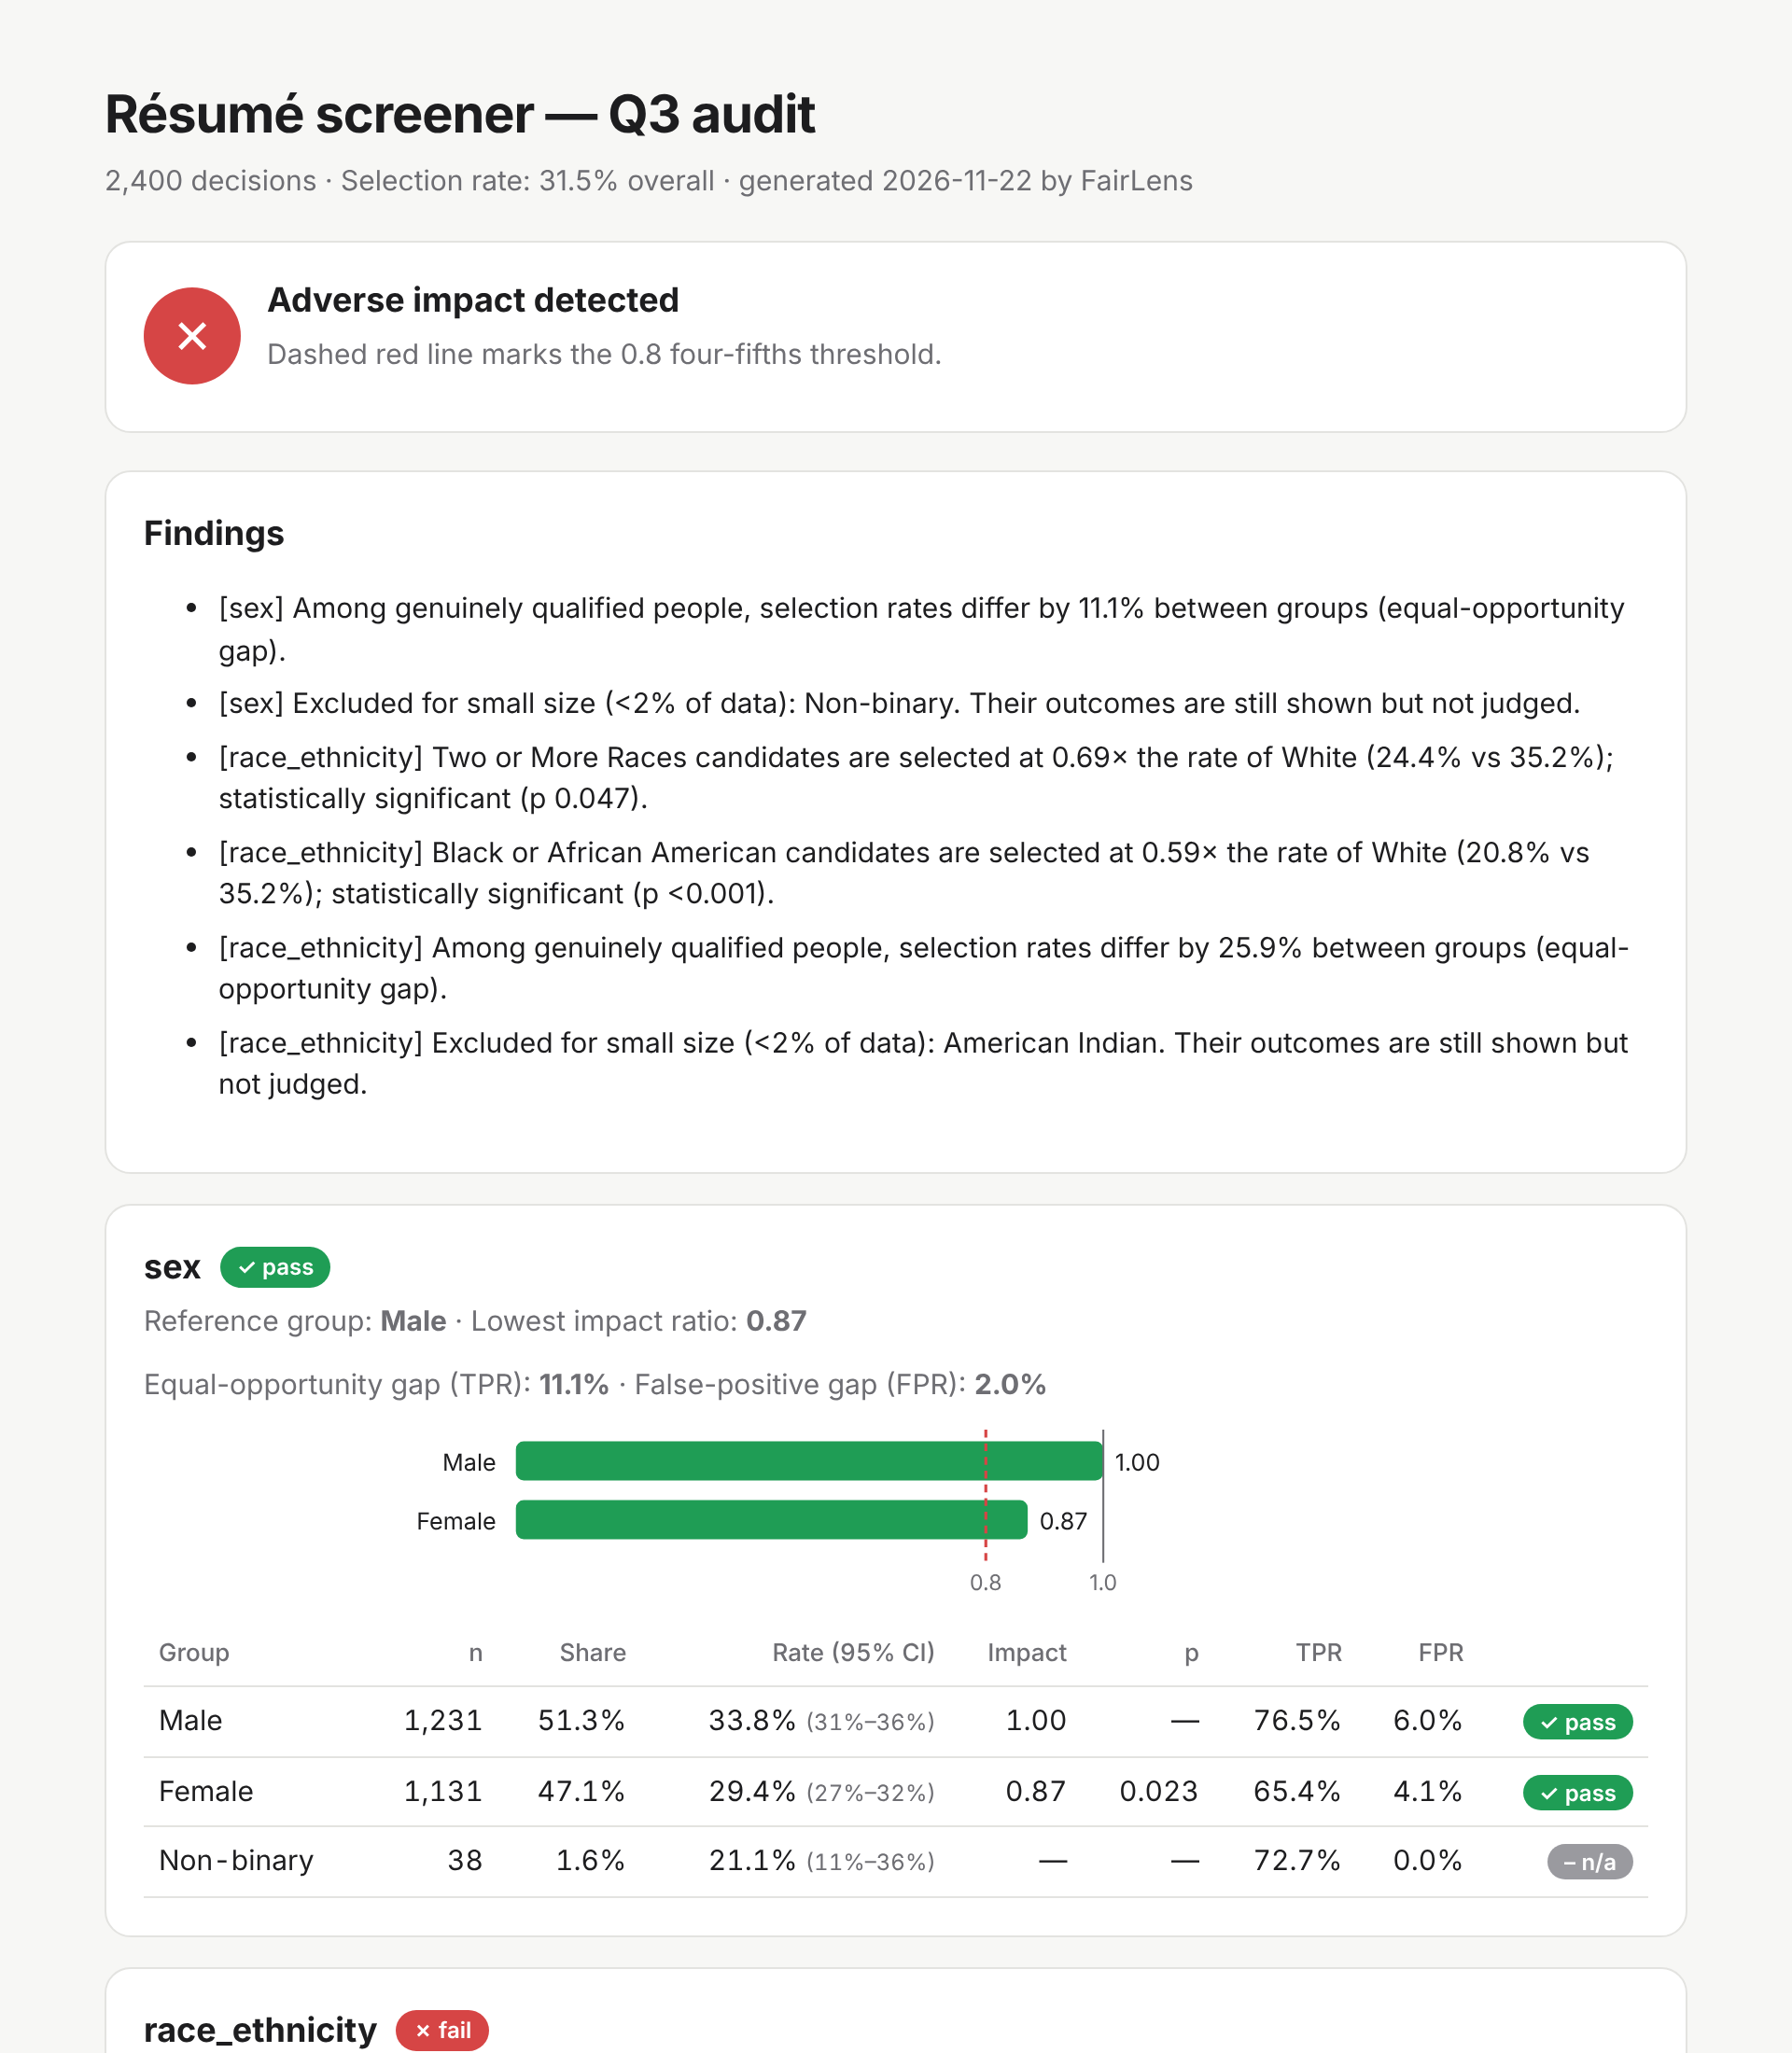 Résumé screener — Q3 audit
2,400 decisions · Selection rate: 31.5% overall · generated 2026-11-22 by FairLens
× Adverse impact detected
Dashed red line marks the 0.8 four-fifths threshold.
Findings
• [sex] Among genuinely qualified people, selection rates differ by 11.1% between groups (equal-opportunity
gap).
• [sex] Excluded for small size (<2% of data): Non-binary. Their outcomes are still shown but not judged.
• [race_ethnicity] Two or More Races candidates are selected at 0.69× the rate of White (24.4% vs 35.2%);
statistically significant (p 0.047).
• [race_ethnicity] Black or African American candidates are selected at 0.59× the rate of White (20.8% vs
35.2%); statistically significant (p <0.001).
• [race_ethnicity] Among genuinely qualified people, selection rates differ by 25.9% between groups (equal-
opportunity gap).
• [race_ethnicity] Excluded for small size (<2% of data): American Indian. Their outcomes are still shown but
not judged.
sex ✓ pass
Reference group: Male · Lowest impact ratio: 0.87
Equal-opportunity gap (TPR): 11.1% · False-positive gap (FPR): 2.0%
Male 1.00
Female 0.87
0.8 1.0
Group n Share Rate (95% CI) Impact p TPR FPR
Male 1,231 51.3% 33.8% (31%–36%) 1.00 — 76.5% 6.0% ✓ pass
Female 1,131 47.1% 29.4% (27%–32%) 0.87 0.023 65.4% 4.1% ✓ pass
Non-binary 38 1.6% 21.1% (11%–36%) — — 72.7% 0.0% – n/a
race_ethnicity × fail